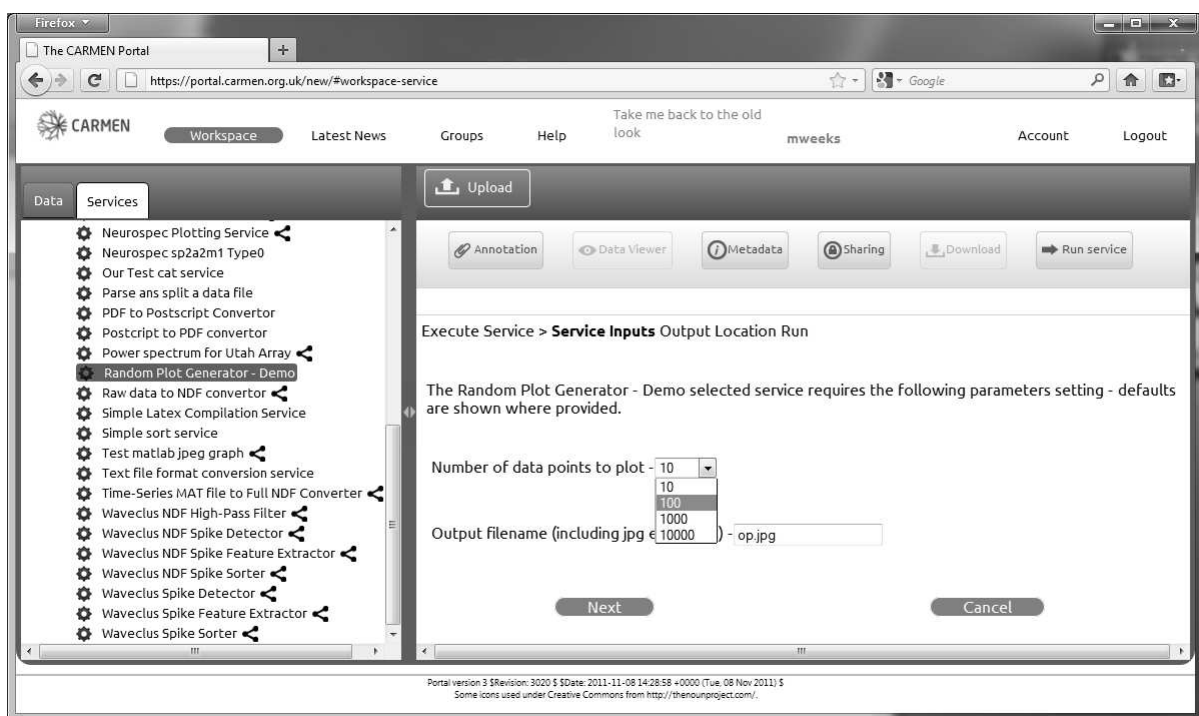 Firefox
The CARMEN Portal
+
https://portal.carmen.org.uk/new/#workspace-service
Google
CARMEN
Workspace
Latest News
Groups
Help
Take me back to the old
look
mweeks
Account
Logout
Data
Services
Upload
Neurospec Plotting Service
Neurospec sp2a2m1 Type0
Our Test cat service
Parse ans split a data file
PDF to Postscript Convertor
Postcript to PDF convertor
Power spectrum for Utah Array
Random Plot Generator - Demo
Raw data to NDF convertor
Simple Latex Compilation Service
Simple sort service
Test matlab jpeg graph
Text file format conversion service
Time-Series MAT file to Full NDF Converter
Waveclus NDF High-Pass Filter
Waveclus NDF Spike Detector
Waveclus NDF Spike Feature Extractor
Waveclus NDF Spike Sorter
Waveclus Spike Detector
Waveclus Spike Feature Extractor
Waveclus Spike Sorter
Annotation
Data Viewer
Metadata
Sharing
Download
Run service
Execute Service > Service Inputs Output Location Run
The Random Plot Generator - Demo selected service requires the following parameters setting - defaults
are shown where provided.
Number of data points to plot - 10
10
100
1000
10000
Output filename (including jpg e ) - op.jpg
Next
Cancel
Portal version 3 $Revision: 3020 $ $Date: 2011-11-08 14:28:58 +0000 (Tue, 08 Nov 2011) $
Some icons used under Creative Commons from http://thenounproject.com/.